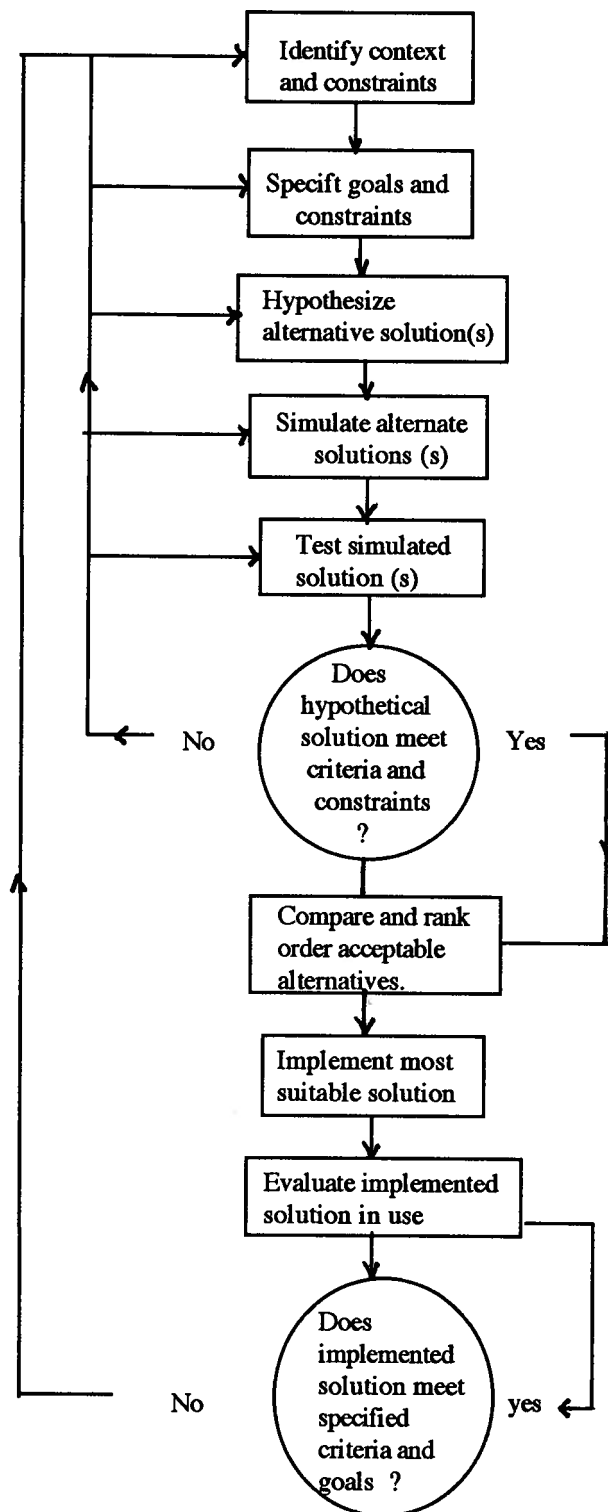 Identify context
and constraints
Specift goals and
constraints
Hypothesize
alternative solution(s)
Simulate alternate
solutions (s)
Test simulated
solution (s)
Does
hypothetical
solution meet
criteria and
constraints
?
No
Yes
Compare and rank
order acceptable
alternatives.
Implement most
suitable solution
Evaluate implemented
solution in use
Does
implemented
solution meet
specified
criteria and
goals ?
No
yes